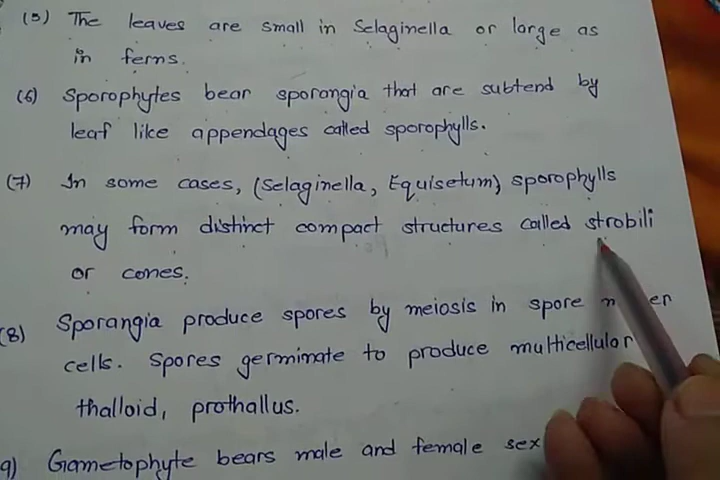 (5) The leaves are small in Selaginella or large as
in ferns.
(6) Sporophytes bear sporangia that are subtend by
leaf like appendages called sporophylls.
(7) In some cases, (Selaginella, Equisetum) sporophylls
may form distinct compact structures called strobili
or cones.
(8) Sporangia produce spores by meiosis in spore
cells. Spores germinate to produce multicellular
thalloid, prothallus.
9) Gametophyte bears male and female sex